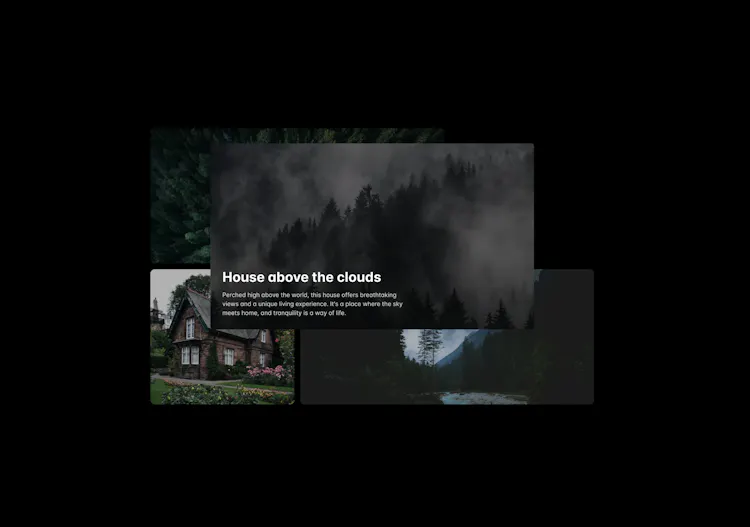 House above the clouds
Perched high above the world, this house offers breathtaking
views and a unique living experience. It's a place where the sky
meets home, and tranquility is a way of life.